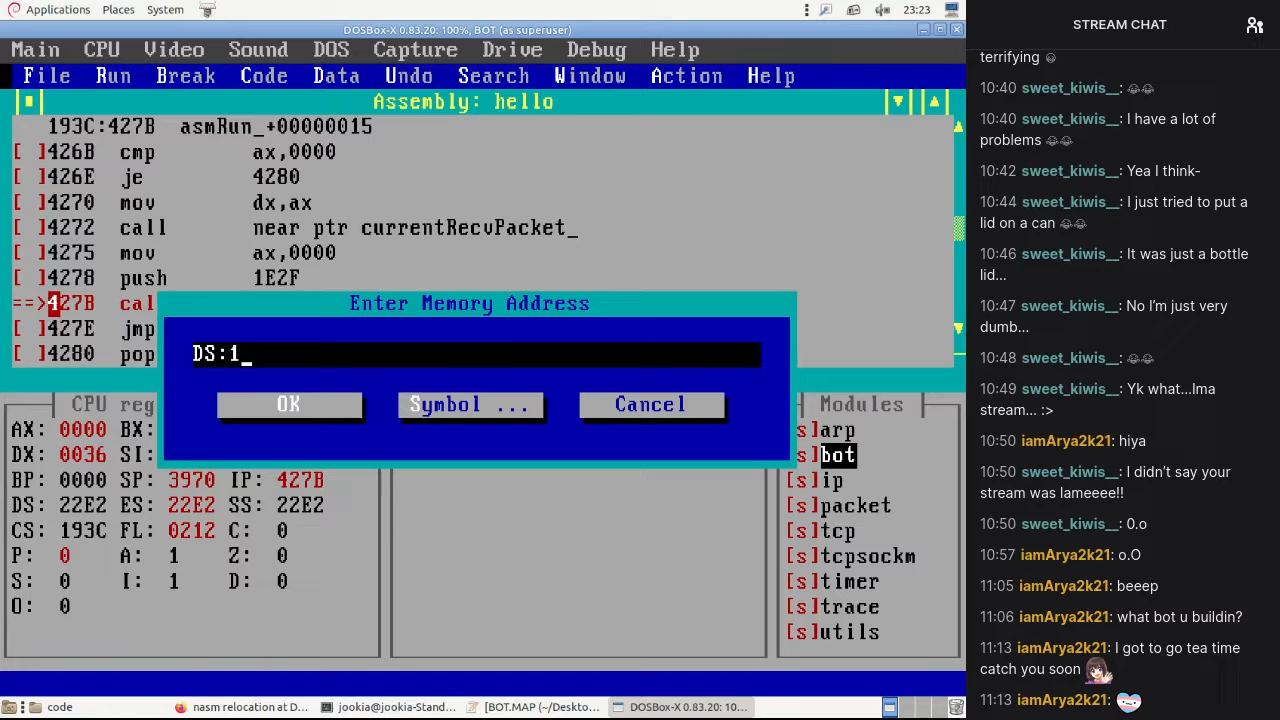 Applications Places System 23:23
DOSBox-X 0.83.20: 100%, BOT (as superuser)
Main CPU Video Sound DOS Capture Drive Debug Help
File Run Break Code Data Undo Search Window Action Help
Assembly: hello
193C:427B asmRun_+00000015
[ ]426B cmp ax,0000
[ ]426E je 4280
[ ]4270 mov dx,ax
[ ]4272 call near ptr currentRecvPacket_
[ ]4275 mov ax,0000
[ ]4278 push 1E2F
==>427B cal
[ ]427E jmp
[ ]4280 pop
Enter Memory Address
DS:1_
OK Symbol ... Cancel
CPU reg
AX: 0000 BX:
DX: 0036 SI:
BP: 0000 SP: 3970 IP: 427B
DS: 22E2 ES: 22E2 SS: 22E2
CS: 193C FL: 0212 C: 0
P: 0 A: 1 Z: 0
S: 0 I: 1 D: 0
O: 0
Modules
s]arp
s]bot
[s]ip
[s]packet
[s]tcp
[s]tcpsockm
[s]timer
[s]trace
[s]utils
code nasm relocation at D... jookia@jookia-Stand... [BOT.MAP (~/Deskto... DOSBox-X 0.83.20: 10...
STREAM CHAT
terrifying
10:40 sweet_kiwis__: 😂😂
10:40 sweet_kiwis__: I have a lot of
problems 😂😂
10:42 sweet_kiwis__: Yea I think-
10:44 sweet_kiwis__: I just tried to put a
lid on a can 😂😂
10:46 sweet_kiwis__: It was just a bottle
lid...
10:47 sweet_kiwis__: No I’m just very
dumb...
10:48 sweet_kiwis__: 😂😂
10:49 sweet_kiwis__: Yk what...Ima
stream... :>
10:50 iamArya2k21: hiya
10:50 sweet_kiwis__: I didn’t say your
stream was lameeee!!
10:50 sweet_kiwis__: 0.o
10:57 iamArya2k21: o.O
11:05 iamArya2k21: beeep
11:06 iamArya2k21: what bot u buildin?
11:13 iamArya2k21: I got to go tea time
catch you soon
11:13 iamArya2k21: